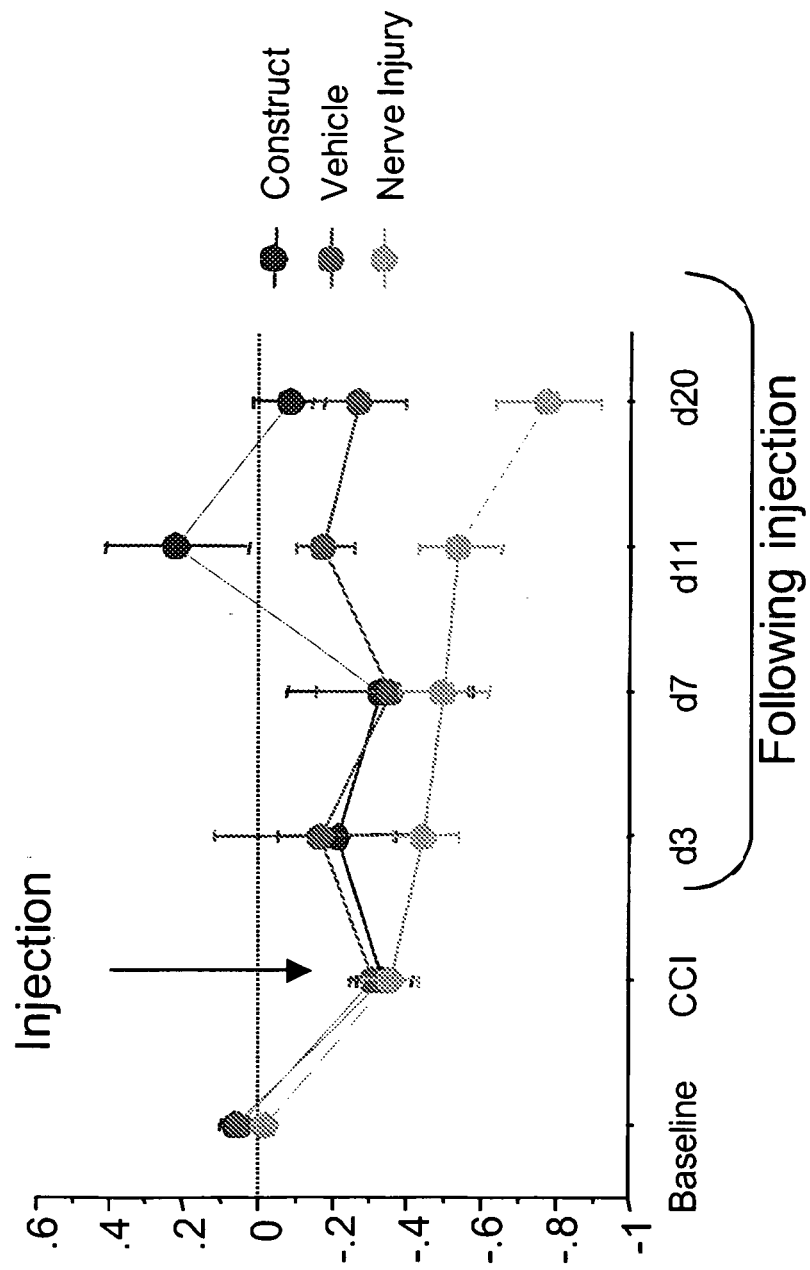 Injection
.6
.4
.2
0
-.2
-.4
-.6
-.8
-1
Baseline CCI d3 d7 d11 d20
Following injection
Construct
Vehicle
Nerve Injury